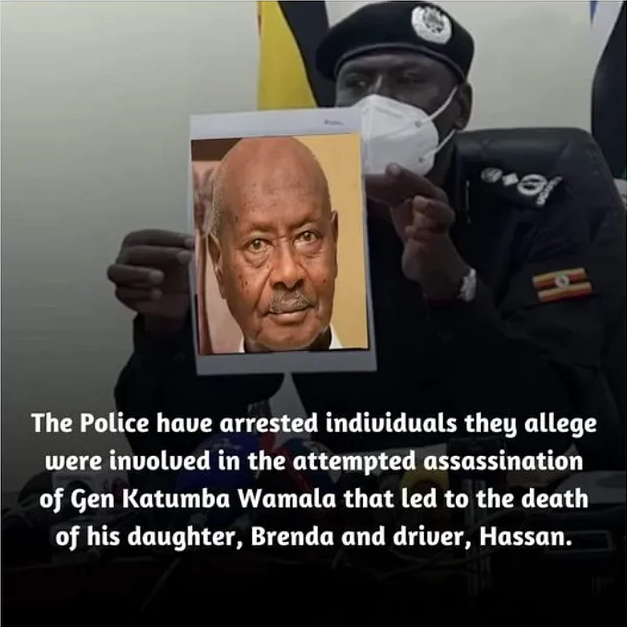 The Police have arrested individuals they allege
were involved in the attempted assassination
of Gen Katumba Wamala that led to the death
of his daughter, Brenda and driver, Hassan.